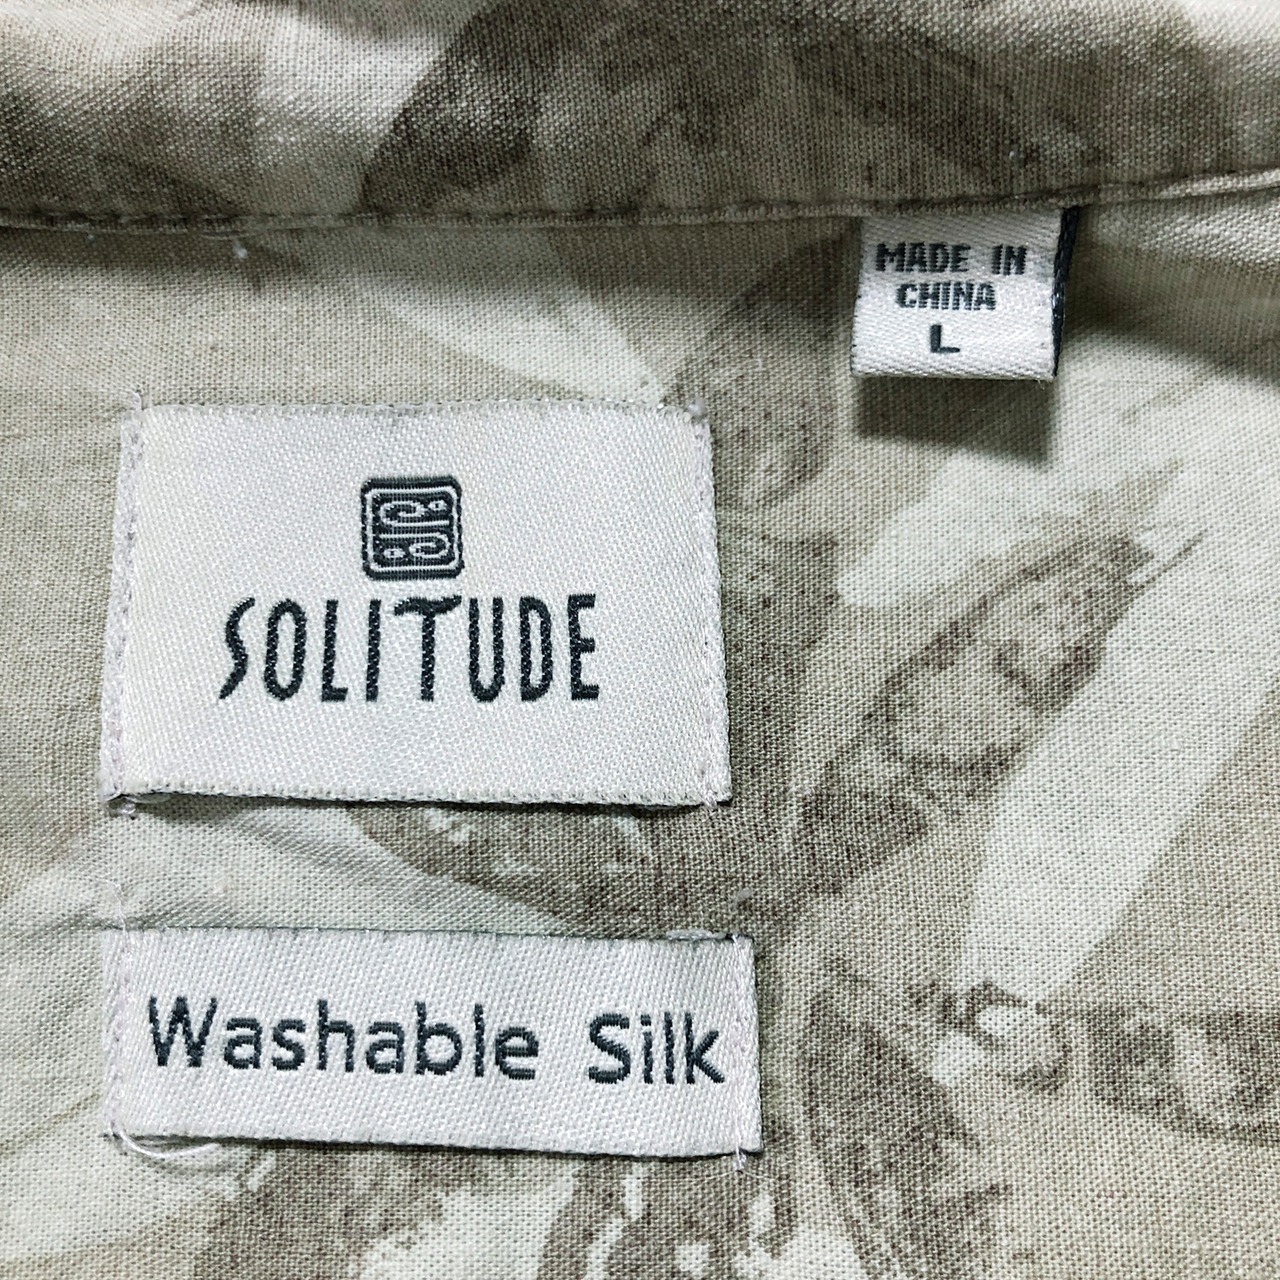 MADE IN
CHINA
L
SOLITUDE
Washable Silk